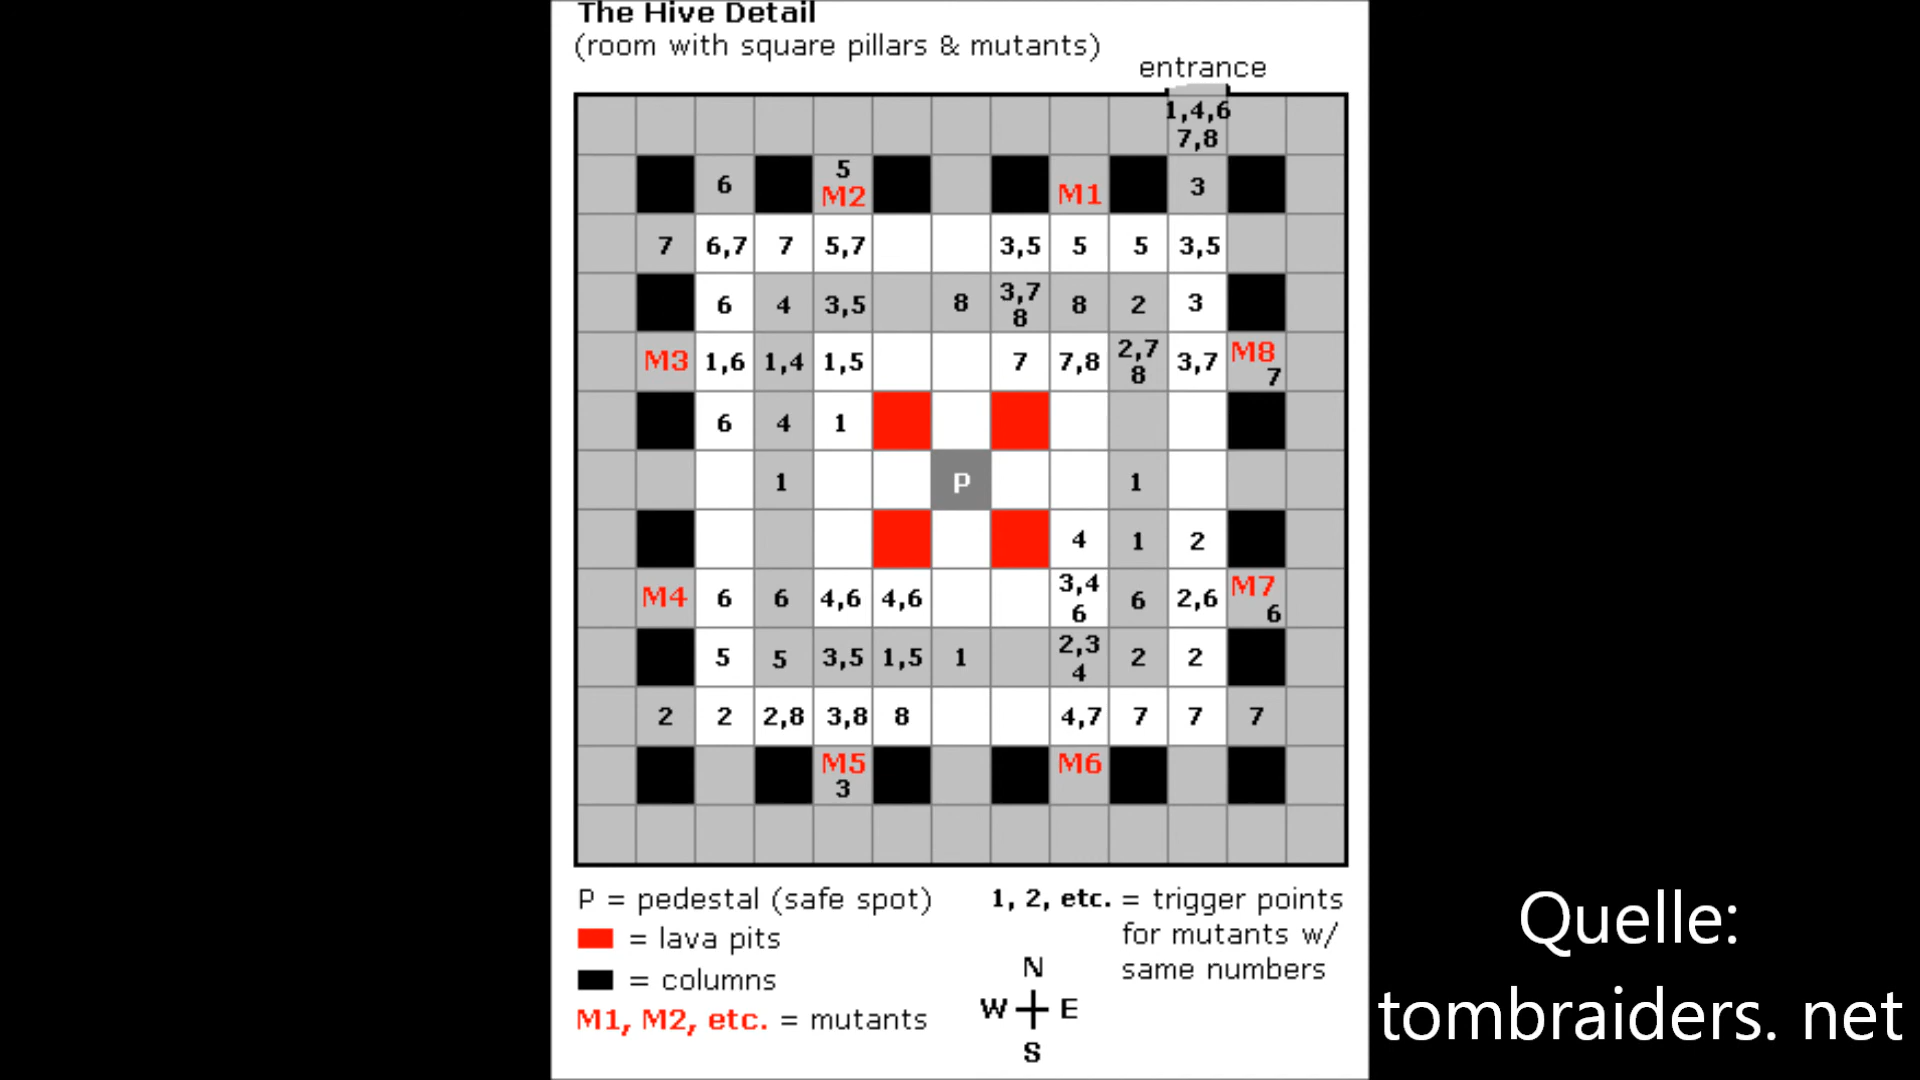 The Hive Detail
(room with square pillars & mutants)
entrance
1,4,6
7,8
6 5 3
M2 M1
7 6,7 7 5,7 3,5 5 5 3,5
6 4 3,5 8 3,7 8 2 3
8
M3 1,6 1,4 1,5 7 7,8 2,7 3,7 M8
8 7
6 4 1
1 P 1
4 1 2
M4 6 6 4,6 4,6 3,4 6 2,6 M7
6 6
5 5 3,5 1,5 1 2,3 2 2
4
2 2 2,8 3,8 8 4,7 7 7 7
M5 M6
3
P = pedestal (safe spot)
= lava pits
= columns
M1, M2, etc. = mutants
1, 2, etc. = trigger points
for mutants w/
same numbers
N
W E
S
Quelle:
tombraiders. net